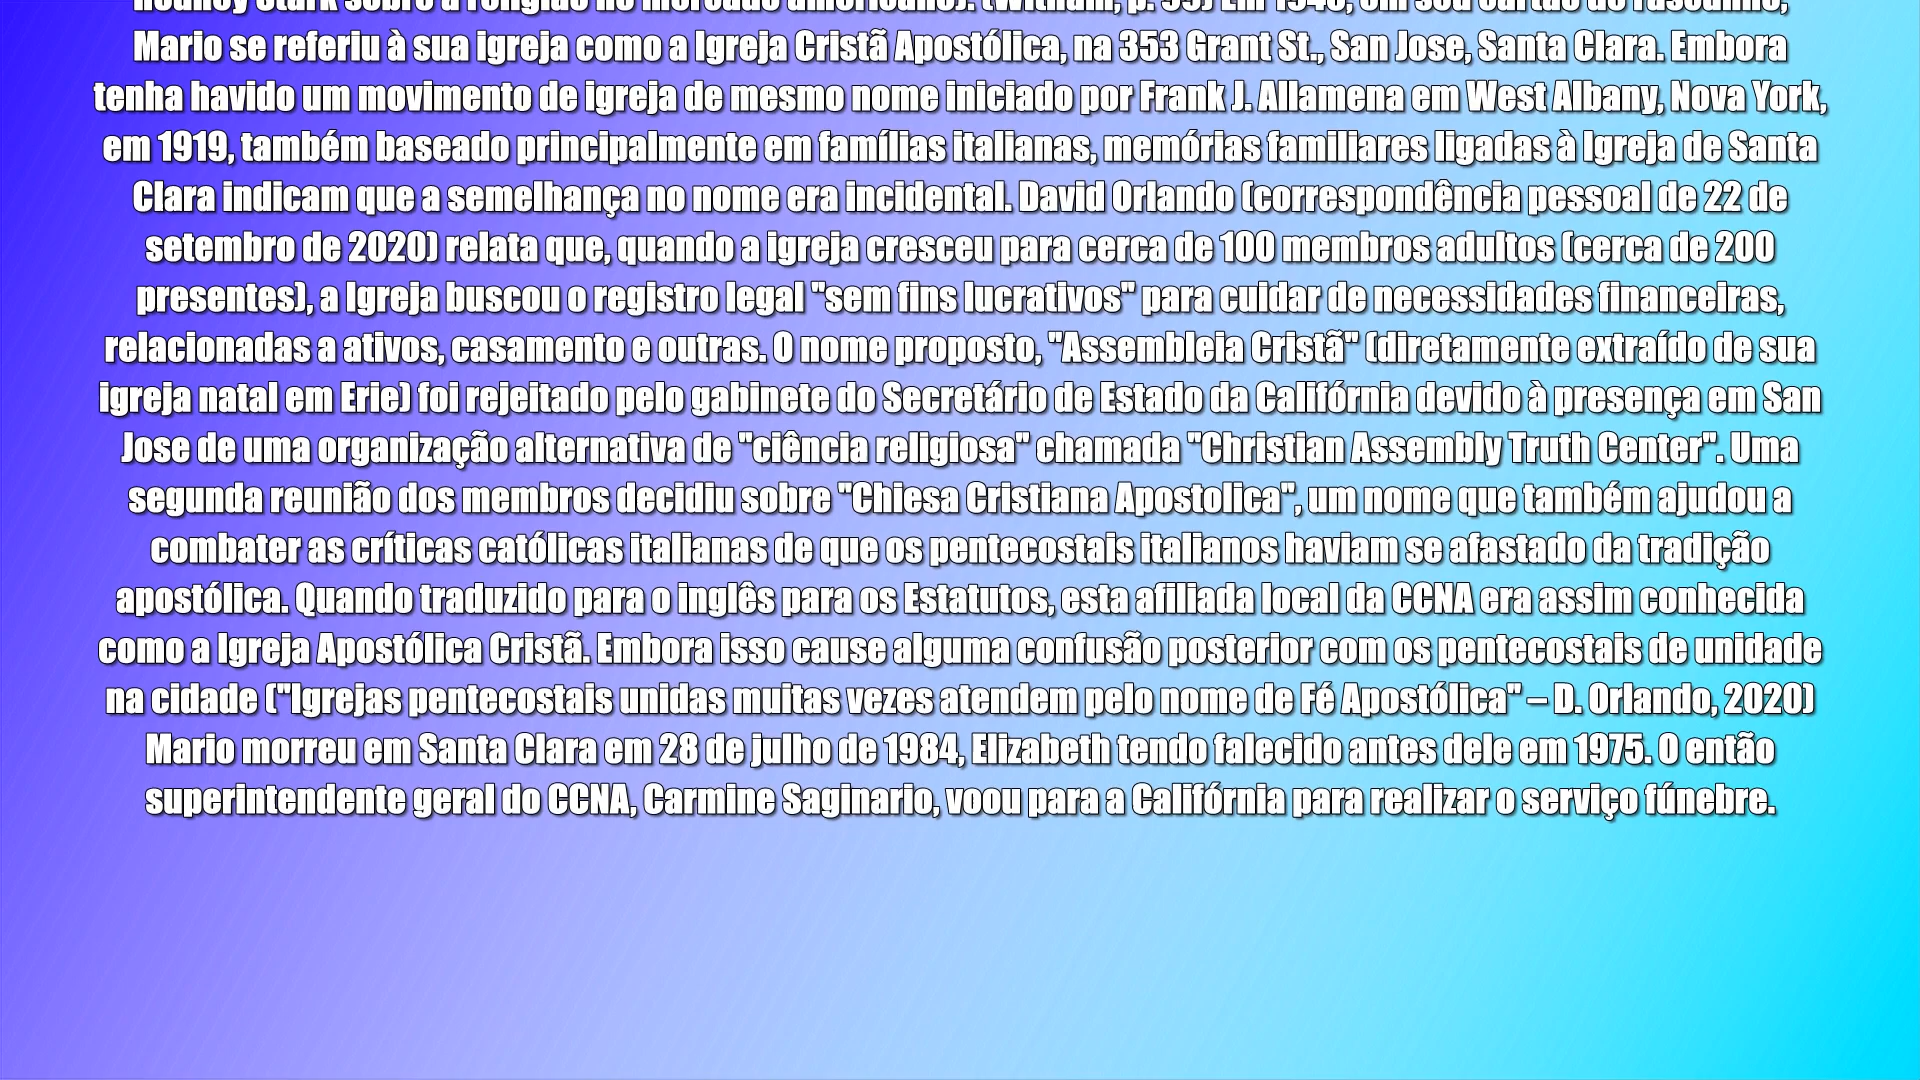 Rodney Stark sobre a religião no mercado americano). (Witham, p. 55) Em 1940, em seu cartão de rascunho,
Mario se referiu à sua igreja como a Igreja Cristã Apostólica, na 353 Grant St., San Jose, Santa Clara. Embora
tenha havido um movimento de igreja de mesmo nome iniciado por Frank J. Allamena em West Albany, Nova York,
em 1919, também baseado principalmente em famílias italianas, memórias familiares ligadas à Igreja de Santa
Clara indicam que a semelhança no nome era incidental. David Orlando (correspondência pessoal de 22 de
setembro de 2020) relata que, quando a igreja cresceu para cerca de 100 membros adultos (cerca de 200
presentes), a Igreja buscou o registro legal "sem fins lucrativos" para cuidar de necessidades financeiras,
relacionadas a ativos, casamento e outras. O nome proposto, "Assembleia Cristã" (diretamente extraído de sua
igreja natal em Erie) foi rejeitado pelo gabinete do Secretário de Estado da Califórnia devido à presença em San
Jose de uma organização alternativa de "ciência religiosa" chamada "Christian Assembly Truth Center". Uma
segunda reunião dos membros decidiu sobre "Chiesa Cristiana Apostolica", um nome que também ajudou a
combater as críticas católicas italianas de que os pentecostais italianos haviam se afastado da tradição
apostólica. Quando traduzido para o inglês para os Estatutos, esta afiliada local da CCNA era assim conhecida
como a Igreja Apostólica Cristã. Embora isso cause alguma confusão posterior com os pentecostais de unidade
na cidade ("Igrejas pentecostais unidas muitas vezes atendem pelo nome de Fé Apostólica" – D. Orlando, 2020)
Mario morreu em Santa Clara em 28 de julho de 1984, Elizabeth tendo falecido antes dele em 1975. O então
superintendente geral do CCNA, Carmine Saginario, voou para a Califórnia para realizar o serviço fúnebre.